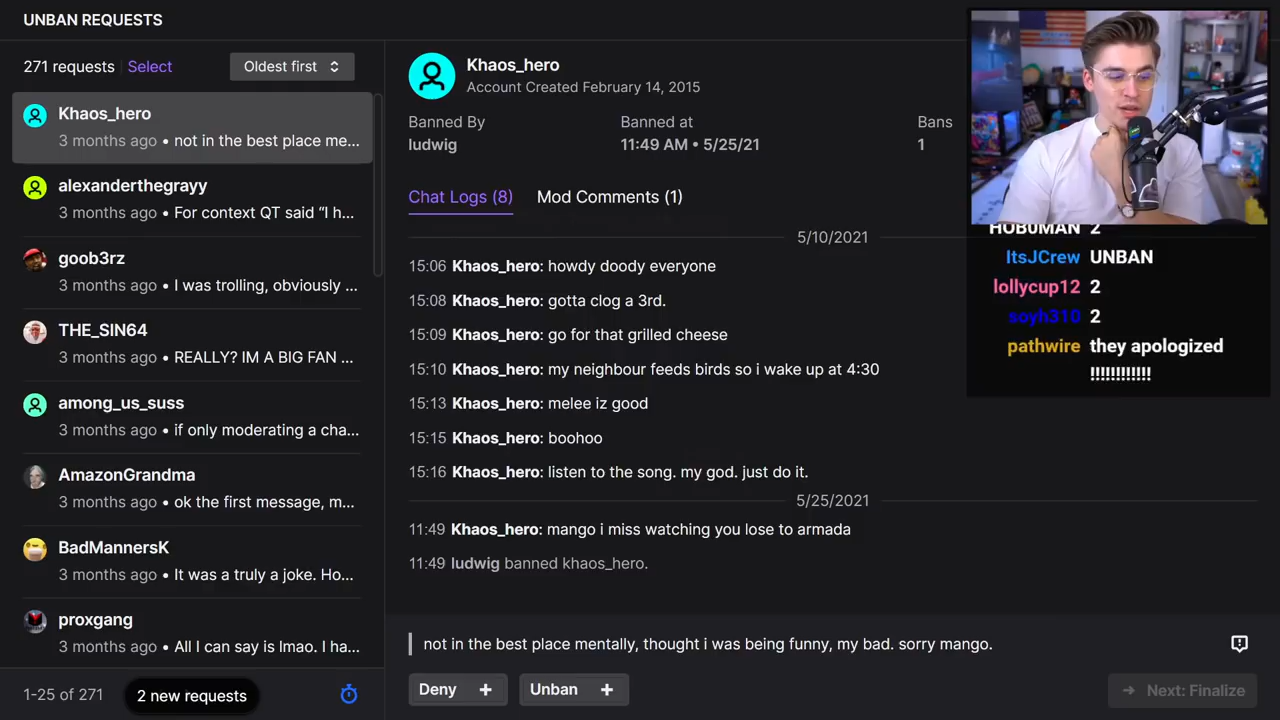 UNBAN REQUESTS
271 requests Select Oldest first
Khaos_hero
3 months ago • not in the best place me...
alexanderthegrayy
3 months ago • For context QT said “I h...
goob3rz
3 months ago • I was trolling, obviously ...
THE_SIN64
3 months ago • REALLY? IM A BIG FAN ...
among_us_suss
3 months ago • if only moderating a cha...
AmazonGrandma
3 months ago • ok the first message, m...
BadMannersK
3 months ago • It was a truly a joke. Ho...
proxgang
3 months ago • All I can say is lmao. I ha...
1-25 of 271 2 new requests
Khaos_hero
Account Created February 14, 2015
Banned By Banned at Bans
ludwig 11:49 AM • 5/25/21 1
Chat Logs (8) Mod Comments (1)
5/10/2021
15:06 Khaos_hero: howdy doody everyone
15:08 Khaos_hero: gotta clog a 3rd.
15:09 Khaos_hero: go for that grilled cheese
15:10 Khaos_hero: my neighbour feeds birds so i wake up at 4:30
15:13 Khaos_hero: melee iz good
15:15 Khaos_hero: boohoo
15:16 Khaos_hero: listen to the song. my god. just do it.
5/25/2021
11:49 Khaos_hero: mango i miss watching you lose to armada
11:49 ludwig banned khaos_hero.
not in the best place mentally, thought i was being funny, my bad. sorry mango.
Deny + Unban + → Next: Finalize
HOBOMAN 2
ItsJCrew UNBAN
lollycup12 2
soyh310 2
pathwire they apologized
!!!!!!!!!!!!